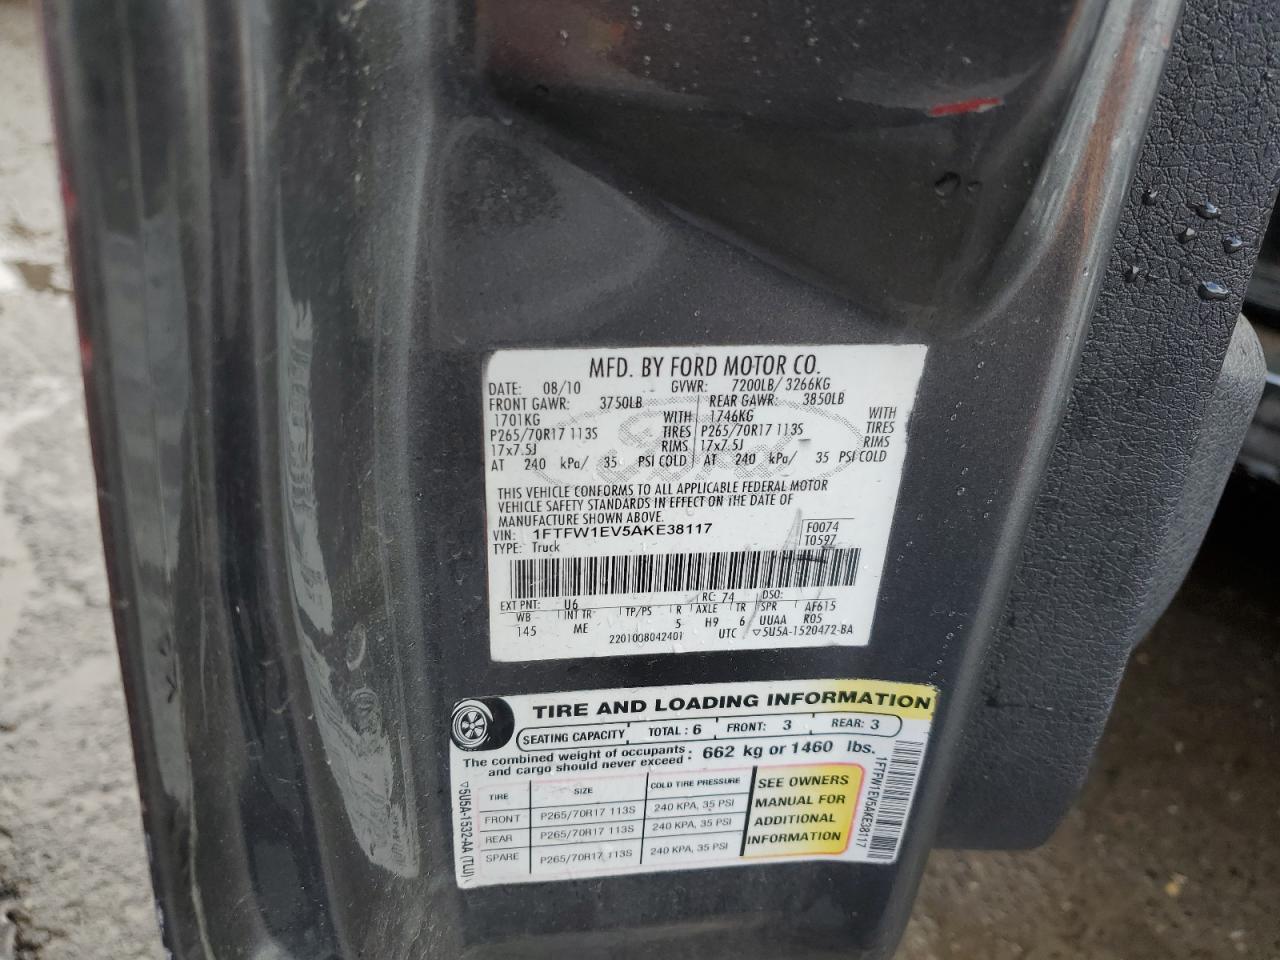 MFD. BY FORD MOTOR CO.
DATE: 08/10 GVWR: 7200LB/ 3266KG
FRONT GAWR: 3750LB REAR GAWR: 3850LB
1701KG WITH 1746KG WITH
P265/70R17 113S TIRES P265/70R17 113S TIRES
17x7.5J RIMS 17x7.5J RIMS
AT 240 kPa/ 35 PSI COLD AT 240 kPa/ 35 PSI COLD
THIS VEHICLE CONFORMS TO ALL APPLICABLE FEDERAL MOTOR
VEHICLE SAFETY STANDARDS IN EFFECT ON THE DATE OF
MANUFACTURE SHOWN ABOVE.
VIN: 1FTFW1EV5AKE38117 F0074
TYPE: Truck T0597
EXT PNT: U6 RC: 74 DSO:
WB INT TR TP/PS R AXLE TR SPR AF615
145 ME 5 H9 6 UUAA R05
2201008042401 UTC ▽5U5A-1520472-BA
TIRE AND LOADING INFORMATION
SEATING CAPACITY TOTAL : 6 FRONT: 3 REAR: 3
The combined weight of occupants
and cargo should never exceed : 662 kg or 1460 lbs.
TIRE SIZE COLD TIRE PRESSURE
FRONT P265/70R17 113S 240 KPA, 35 PSI
REAR P265/70R17 113S 240 KPA, 35 PSI
SPARE P265/70R17 113S 240 KPA, 35 PSI
SEE OWNERS
MANUAL FOR
ADDITIONAL
INFORMATION
▽5U5A-1532-AA (TLU)
1FTFW1EV5AKE38117